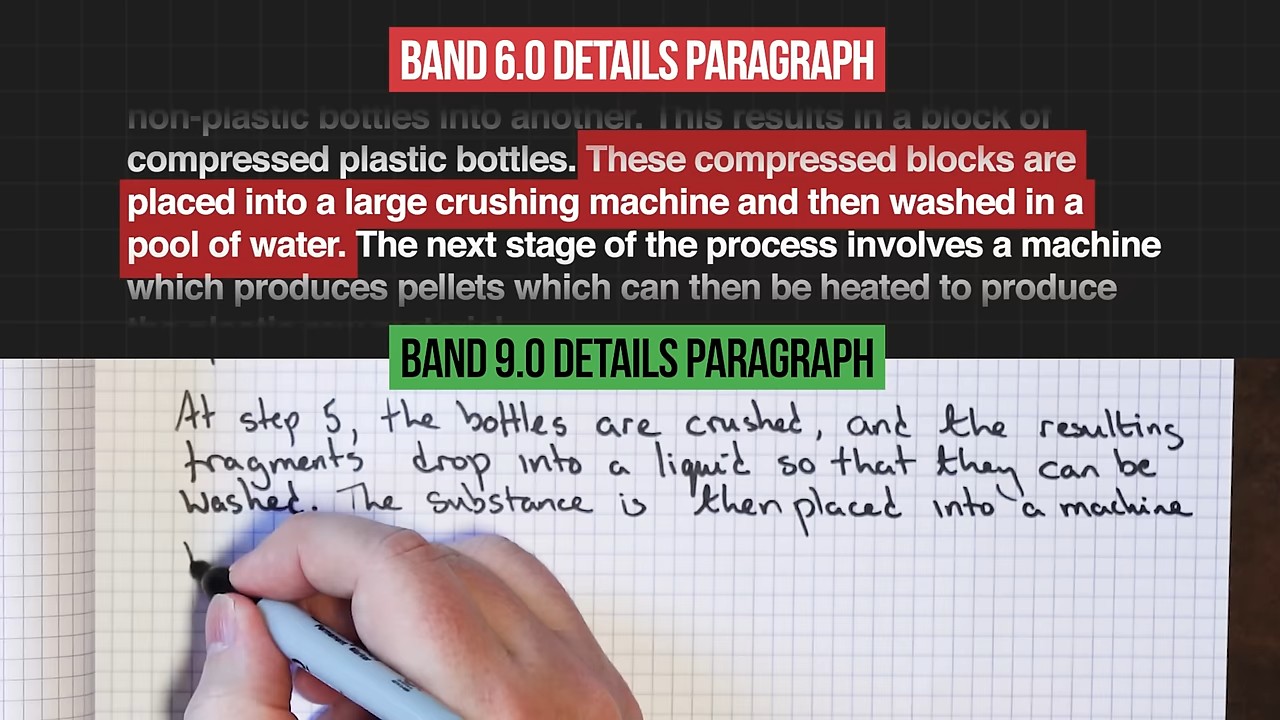 BAND 6.0 DETAILS PARAGRAPH
non-plastic bottles into another. This results in a block of
compressed plastic bottles. These compressed blocks are
placed into a large crushing machine and then washed in a
pool of water. The next stage of the process involves a machine
which produces pellets which can then be heated to produce
BAND 9.0 DETAILS PARAGRAPH
At step 5, the bottles are crushed, and the resulting
fragments drop into a liquid so that they can be
washed. The substance is then placed into a machine